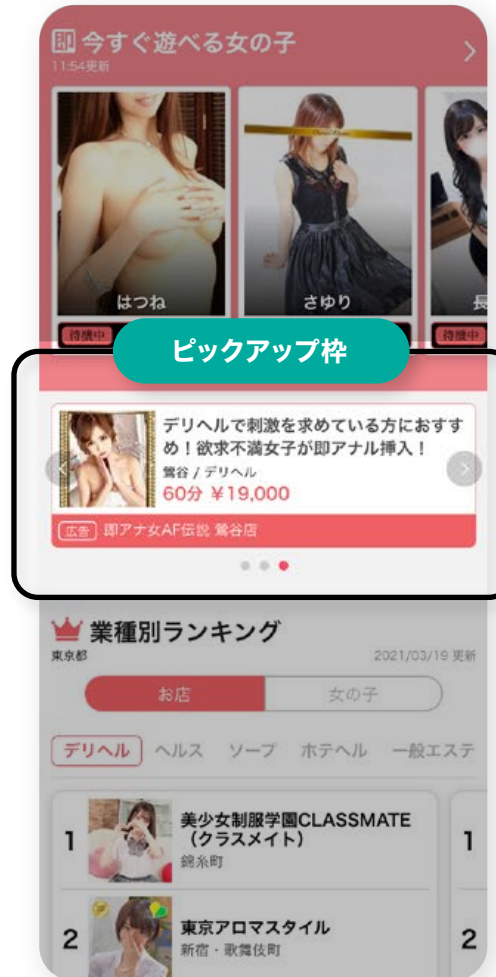 即 今すぐ遊べる女の子
11:54更新
はつね
さゆり
長
待機中
待機中
ピックアップ枠
デリヘルで刺激を求めている方におすす
め！欲求不満女子が即アナル挿入！
鶯谷 / デリヘル
60分 ¥19,000
広告 即アナ女AF伝説 鶯谷店
業種別ランキング
東京都
2021/03/19 更新
お店
女の子
デリヘル ヘルス ソープ ホテヘル 一般エステ
1
美少女制服学園CLASSMATE
（クラスメイト）
錦糸町
1
2
東京アロマスタイル
新宿・歌舞伎町
2